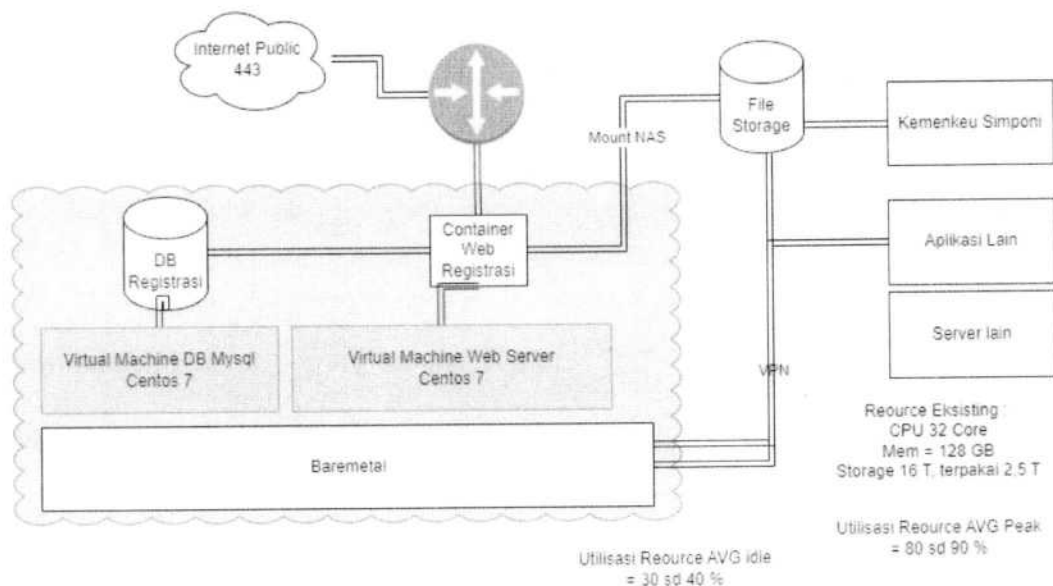 Internet Public
443
File
Storage
Kemenkeu Simponi
Mount NAS
Container
Web
Registrasi
DB
Registrasi
Aplikasi Lain
Server lain
Virtual Machine DB Mysql
Centos 7
Virtual Machine Web Server
Centos 7
VPN
Baremetal
Reource Eksisting :
CPU 32 Core
Mem = 128 GB
Storage 16 T, terpakai 2.5 T
Utilisasi Reource AVG Peak
= 80 sd 90 %
Utilisasi Reource AVG idle
= 30 sd 40 %